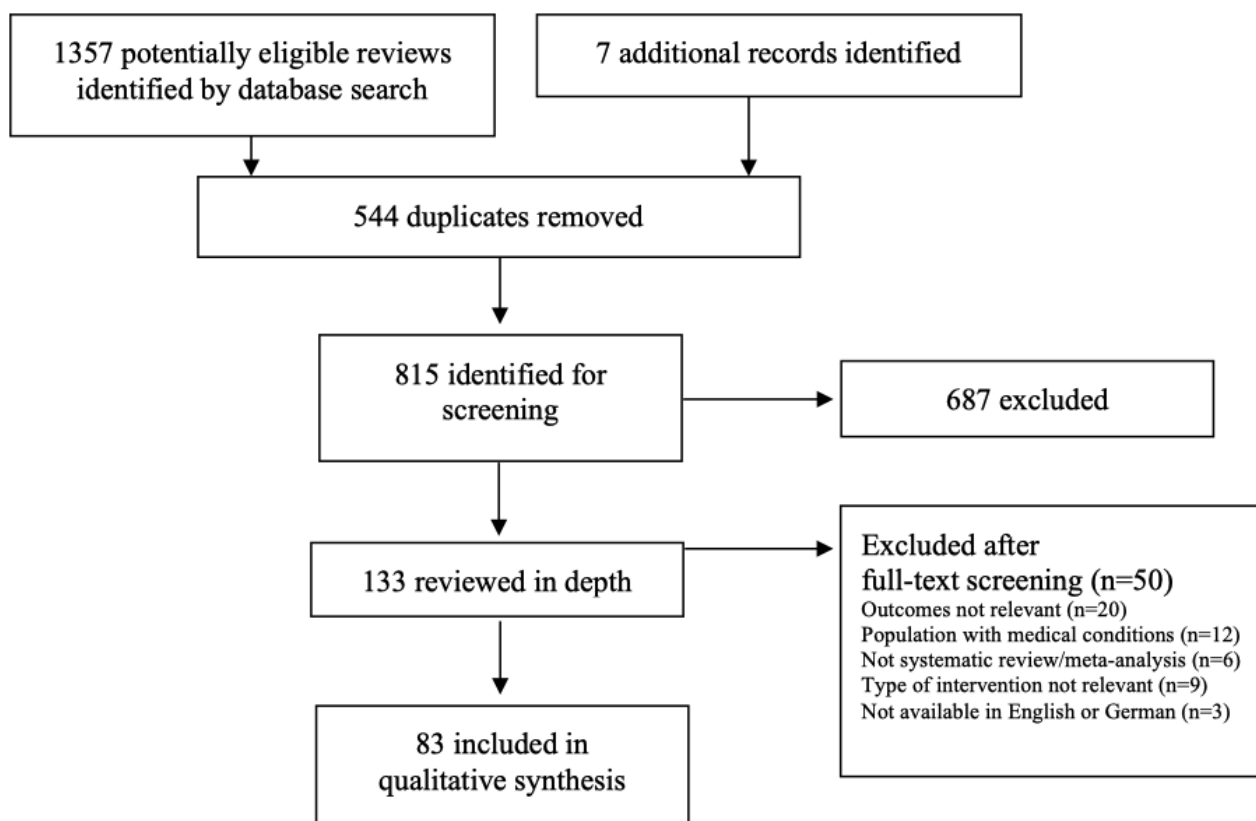 1357 potentially eligible reviews
identified by database search
7 additional records identified
544 duplicates removed
815 identified for
screening
687 excluded
133 reviewed in depth
Excluded after
full-text screening (n=50)
Outcomes not relevant (n=20)
Population with medical conditions (n=12)
Not systematic review/meta-analysis (n=6)
Type of intervention not relevant (n=9)
Not available in English or German (n=3)
83 included in
qualitative synthesis